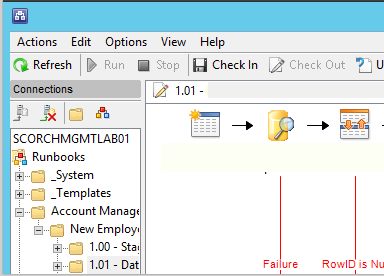 Actions Edit Options View Help
Refresh Run Stop Check In Check Out U
Connections
1.01 -
SCORCHMGMTLAB01
Runbooks
_System
_Templates
Account Manage
New Employe
1.00 - Sta
1.01 - Dat
Failure RowID is Nu